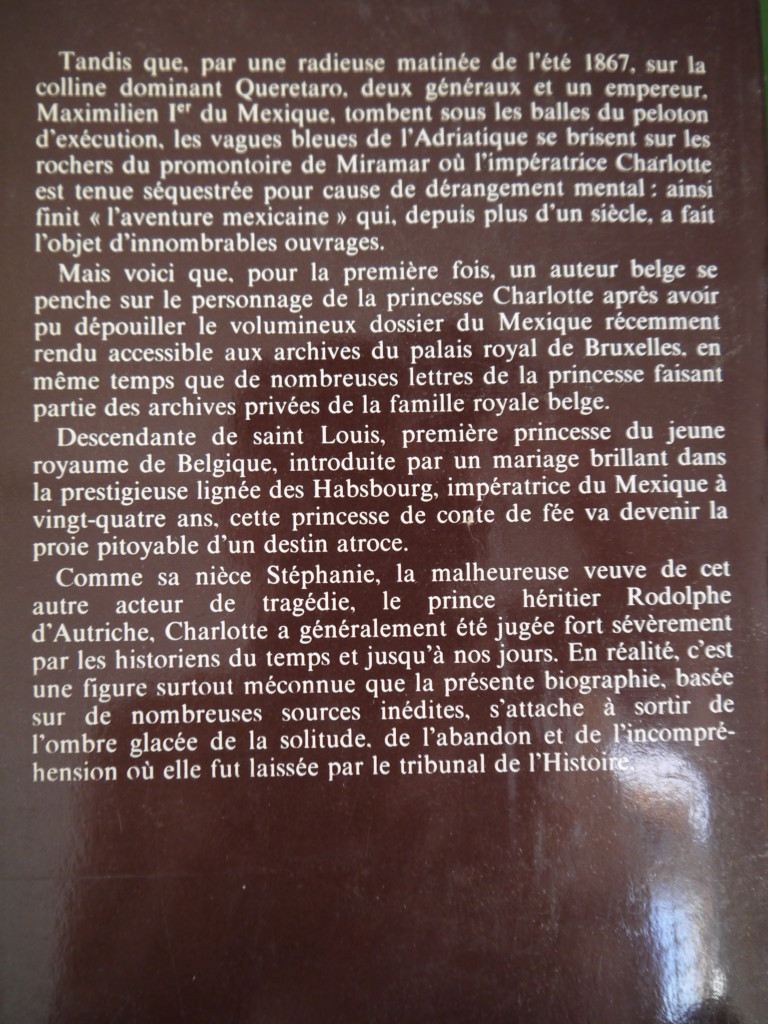 Tandis que, par une radieuse matinée de l'été 1867, sur la
colline dominant Queretaro, deux généraux et un empereur,
Maximilien Ier du Mexique, tombent sous les balles du peloton
d'exécution, les vagues bleues de l'Adriatique se brisent sur les
rochers du promontoire de Miramar où l'impératrice Charlotte
est tenue séquestrée pour cause de dérangement mental : ainsi
finit « l'aventure mexicaine » qui, depuis plus d'un siècle, a fait
l'objet d'innombrables ouvrages.
Mais voici que, pour la première fois, un auteur belge se
penche sur le personnage de la princesse Charlotte après avoir
pu dépouiller le volumineux dossier du Mexique récemment
rendu accessible aux archives du palais royal de Bruxelles, en
même temps que de nombreuses lettres de la princesse faisant
partie des archives privées de la famille royale belge.
Descendante de saint Louis, première princesse du jeune
royaume de Belgique, introduite par un mariage brillant dans
la prestigieuse lignée des Habsbourg, impératrice du Mexique à
vingt-quatre ans, cette princesse de conte de fée va devenir la
proie pitoyable d'un destin atroce.
Comme sa nièce Stéphanie, la malheureuse veuve de cet
autre acteur de tragédie, le prince héritier Rodolphe
d'Autriche, Charlotte a généralement été jugée fort sévèrement
par les historiens du temps et jusqu'à nos jours. En réalité, c'est
une figure surtout méconnue que la présente biographie, basée
sur de nombreuses sources inédites, s'attache à sortir de
l'ombre glacée de la solitude, de l'abandon et de l'incompré-
hension où elle fut laissée par le tribunal de l'Histoire.